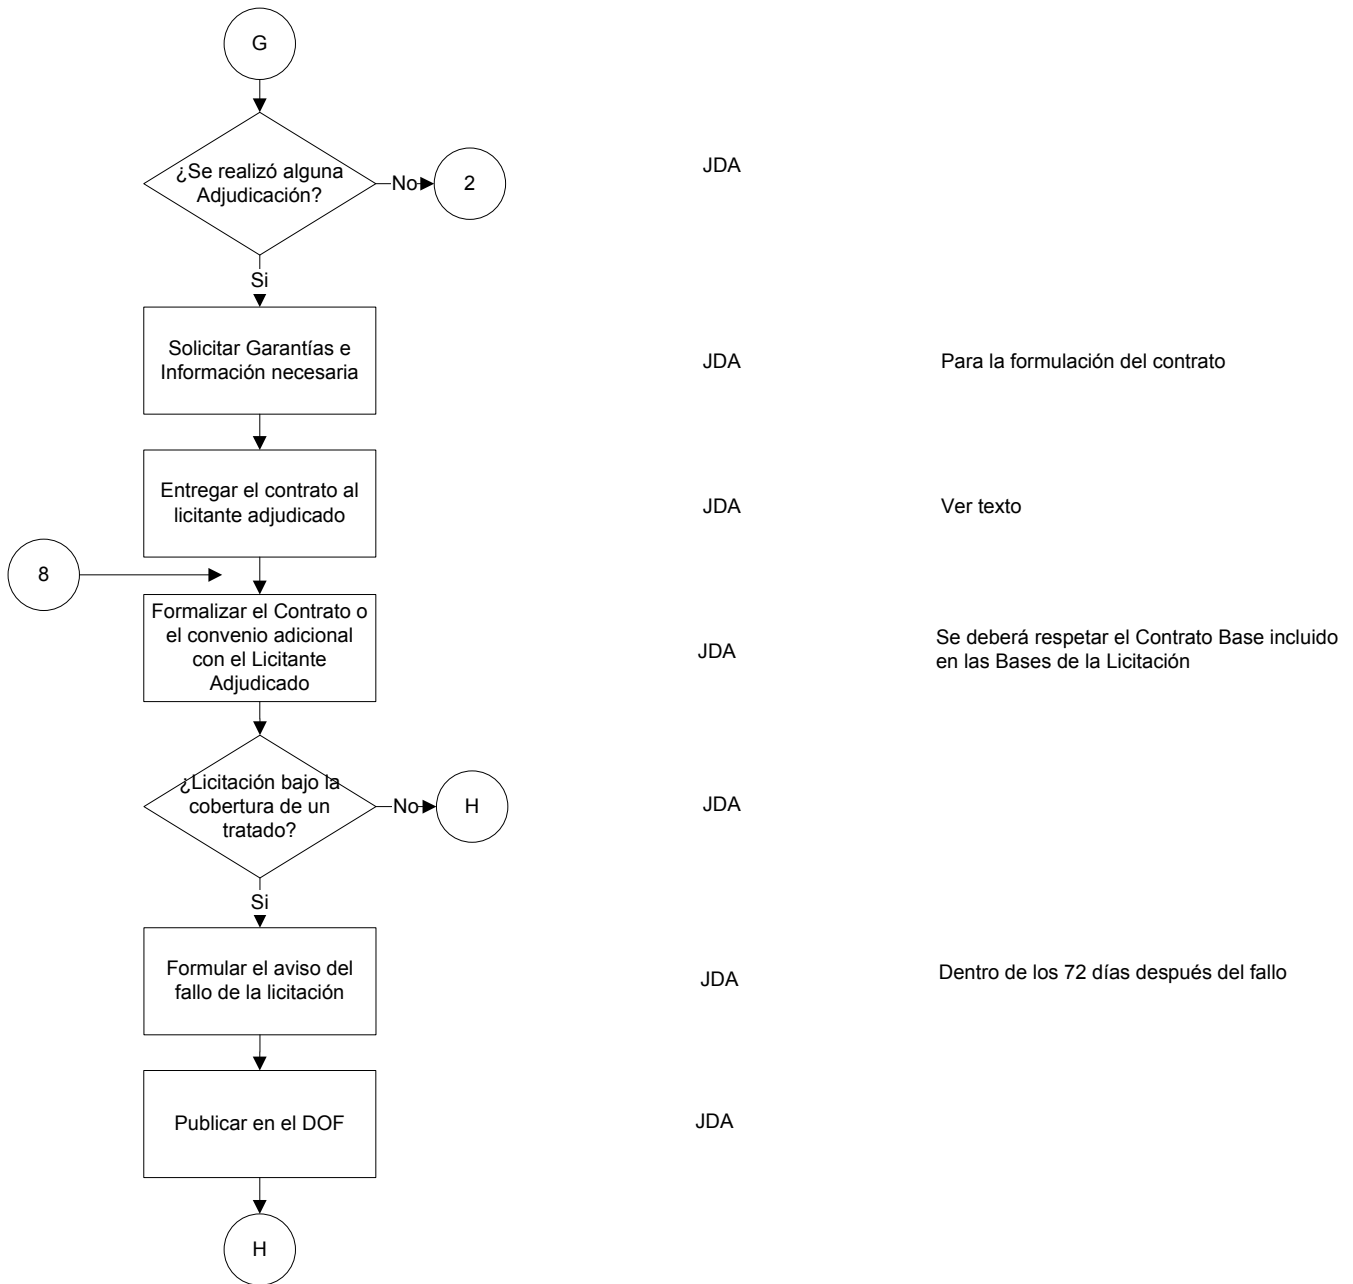 G
¿Se realizó alguna
Adjudicación?
No
2
JDA
Si
Solicitar Garantías e
Información necesaria
JDA
Para la formulación del contrato
Entregar el contrato al
licitante adjudicado
JDA
Ver texto
8
Formalizar el Contrato o
el convenio adicional
con el Licitante
Adjudicado
JDA
Se deberá respetar el Contrato Base incluido
en las Bases de la Licitación
¿Licitación bajo la
cobertura de un
tratado?
No
H
JDA
Si
Formular el aviso del
fallo de la licitación
JDA
Dentro de los 72 días después del fallo
Publicar en el DOF
JDA
H